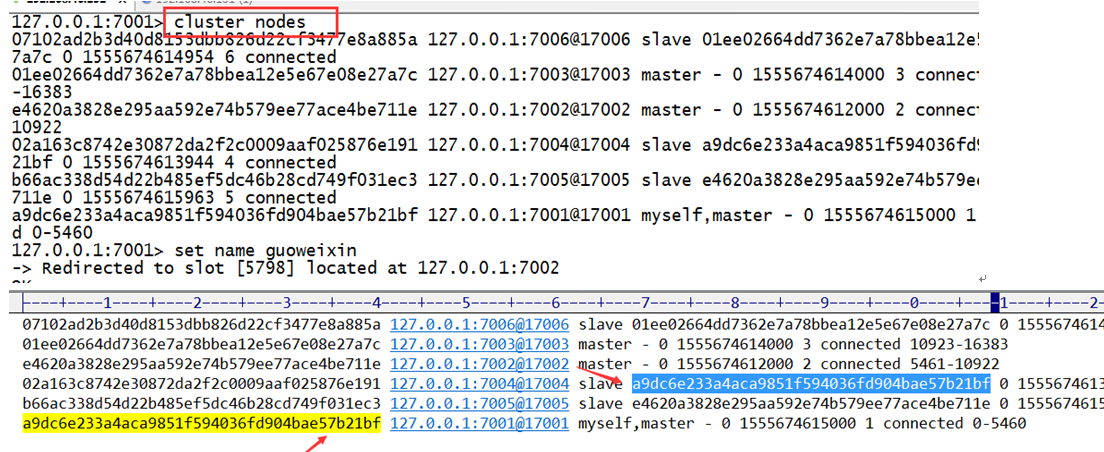 127.0.0.1:7001> cluster nodes
07102ad2b3d40d8153dbb826d22cf3477e8a885a 127.0.0.1:7006@17006 slave 01ee02664dd7362e7a78bbea12e5
7a7c 0 1555674614954 6 connected
01ee02664dd7362e7a78bbea12e5e67e08e27a7c 127.0.0.1:7003@17003 master - 0 1555674614000 3 connect
-16383
e4620a3828e295aa592e74b579ee77ace4be711e 127.0.0.1:7002@17002 master - 0 1555674612000 2 connect
10922
02a163c8742e30872da2f2c0009aaf025876e191 127.0.0.1:7004@17004 slave a9dc6e233a4aca9851f594036fd9
21bf 0 1555674613944 4 connected
b66ac338d54d22b485ef5dc46b28cd749f031ec3 127.0.0.1:7005@17005 slave e4620a3828e295aa592e74b579ee
711e 0 1555674615963 5 connected
a9dc6e233a4aca9851f594036fd904bae57b21bf 127.0.0.1:7001@17001 myself,master - 0 1555674615000 1
d 0-5460
127.0.0.1:7001> set name guoweixin
-> Redirected to slot [5798] located at 127.0.0.1:7002
----+----1----+----2----+----3----+----4----+----5----+----6----+----7----+----8----+----9----+----0----+----1----+----2-
07102ad2b3d40d8153dbb826d22cf3477e8a885a 127.0.0.1:7006@17006 slave 01ee02664dd7362e7a78bbea12e5e67e08e27a7c 0 1555674614
01ee02664dd7362e7a78bbea12e5e67e08e27a7c 127.0.0.1:7003@17003 master - 0 1555674614000 3 connected 10923-16383
e4620a3828e295aa592e74b579ee77ace4be711e 127.0.0.1:7002@17002 master - 0 1555674612000 2 connected 5461-10922
02a163c8742e30872da2f2c0009aaf025876e191 127.0.0.1:7004@17004 slave a9dc6e233a4aca9851f594036fd904bae57b21bf 0 1555674613
b66ac338d54d22b485ef5dc46b28cd749f031ec3 127.0.0.1:7005@17005 slave e4620a3828e295aa592e74b579ee77ace4be711e 0 1555674615
a9dc6e233a4aca9851f594036fd904bae57b21bf 127.0.0.1:7001@17001 myself,master - 0 1555674615000 1 connected 0-5460